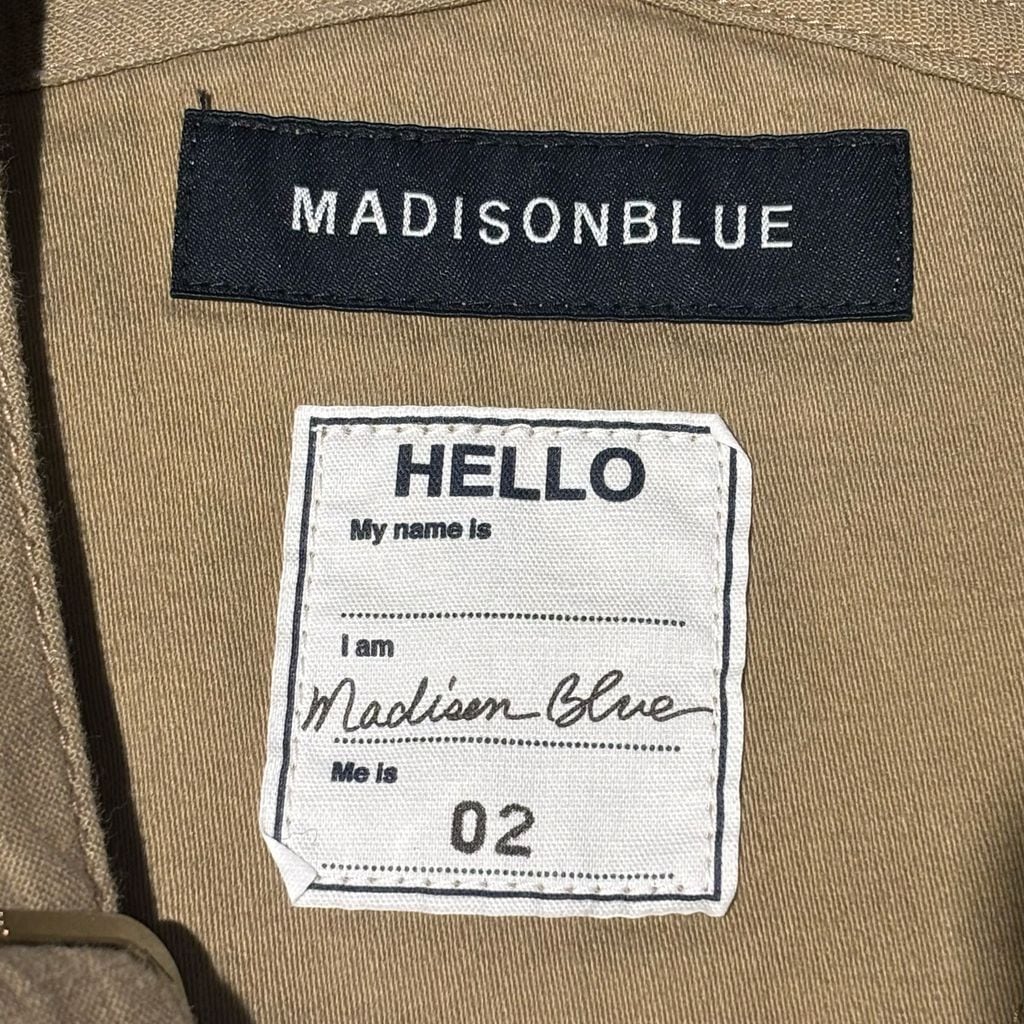 MADISONBLUE
HELLO
My name is
I am
Madison Blue
Me is
02